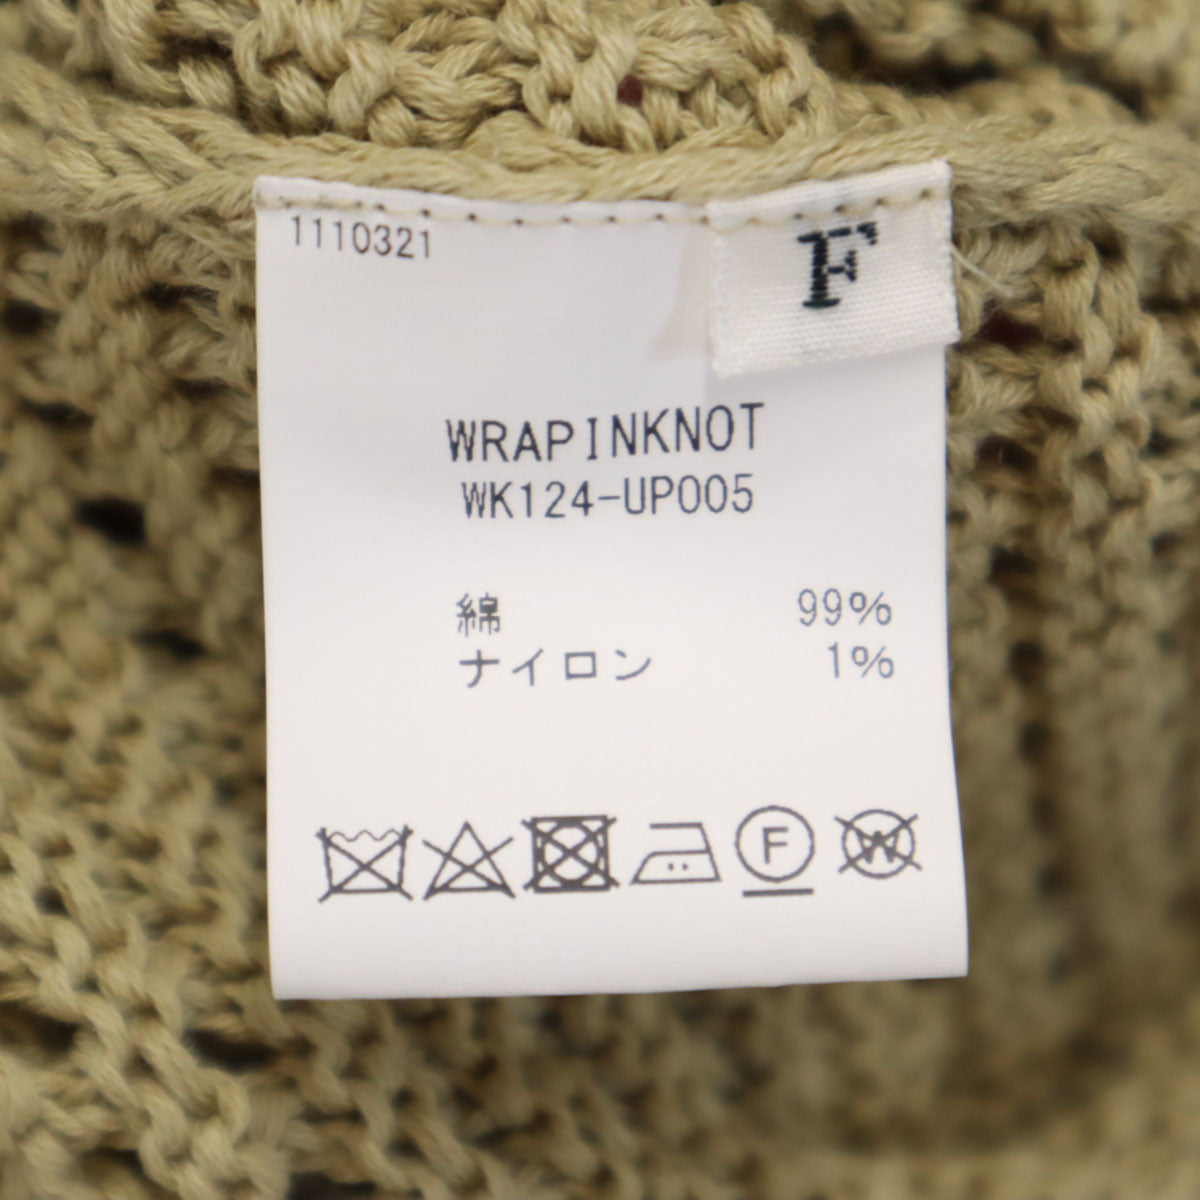 1110321
F
WRAPINKNOT
WK124-UP005
綿 99%
ナイロン 1%
F W